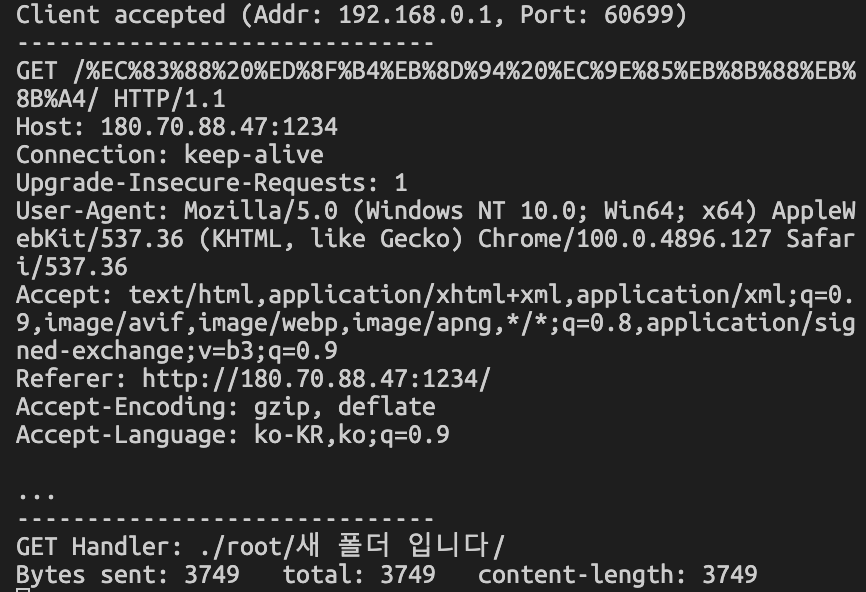 Client accepted (Addr: 192.168.0.1, Port: 60699)
------------------------------
GET /%EC%83%88%20%ED%8F%B4%EB%8D%94%20%EC%9E%85%EB%8B%88%EB%
8B%A4/ HTTP/1.1
Host: 180.70.88.47:1234
Connection: keep-alive
Upgrade-Insecure-Requests: 1
User-Agent: Mozilla/5.0 (Windows NT 10.0; Win64; x64) AppleW
ebKit/537.36 (KHTML, like Gecko) Chrome/100.0.4896.127 Safar
i/537.36
Accept: text/html,application/xhtml+xml,application/xml;q=0.
9,image/avif,image/webp,image/apng,*/*;q=0.8,application/sig
ned-exchange;v=b3;q=0.9
Referer: http://180.70.88.47:1234/
Accept-Encoding: gzip, deflate
Accept-Language: ko-KR,ko;q=0.9

...
------------------------------
GET Handler: ./root/새 폴더 입니다/
Bytes sent: 3749   total: 3749   content-length: 3749